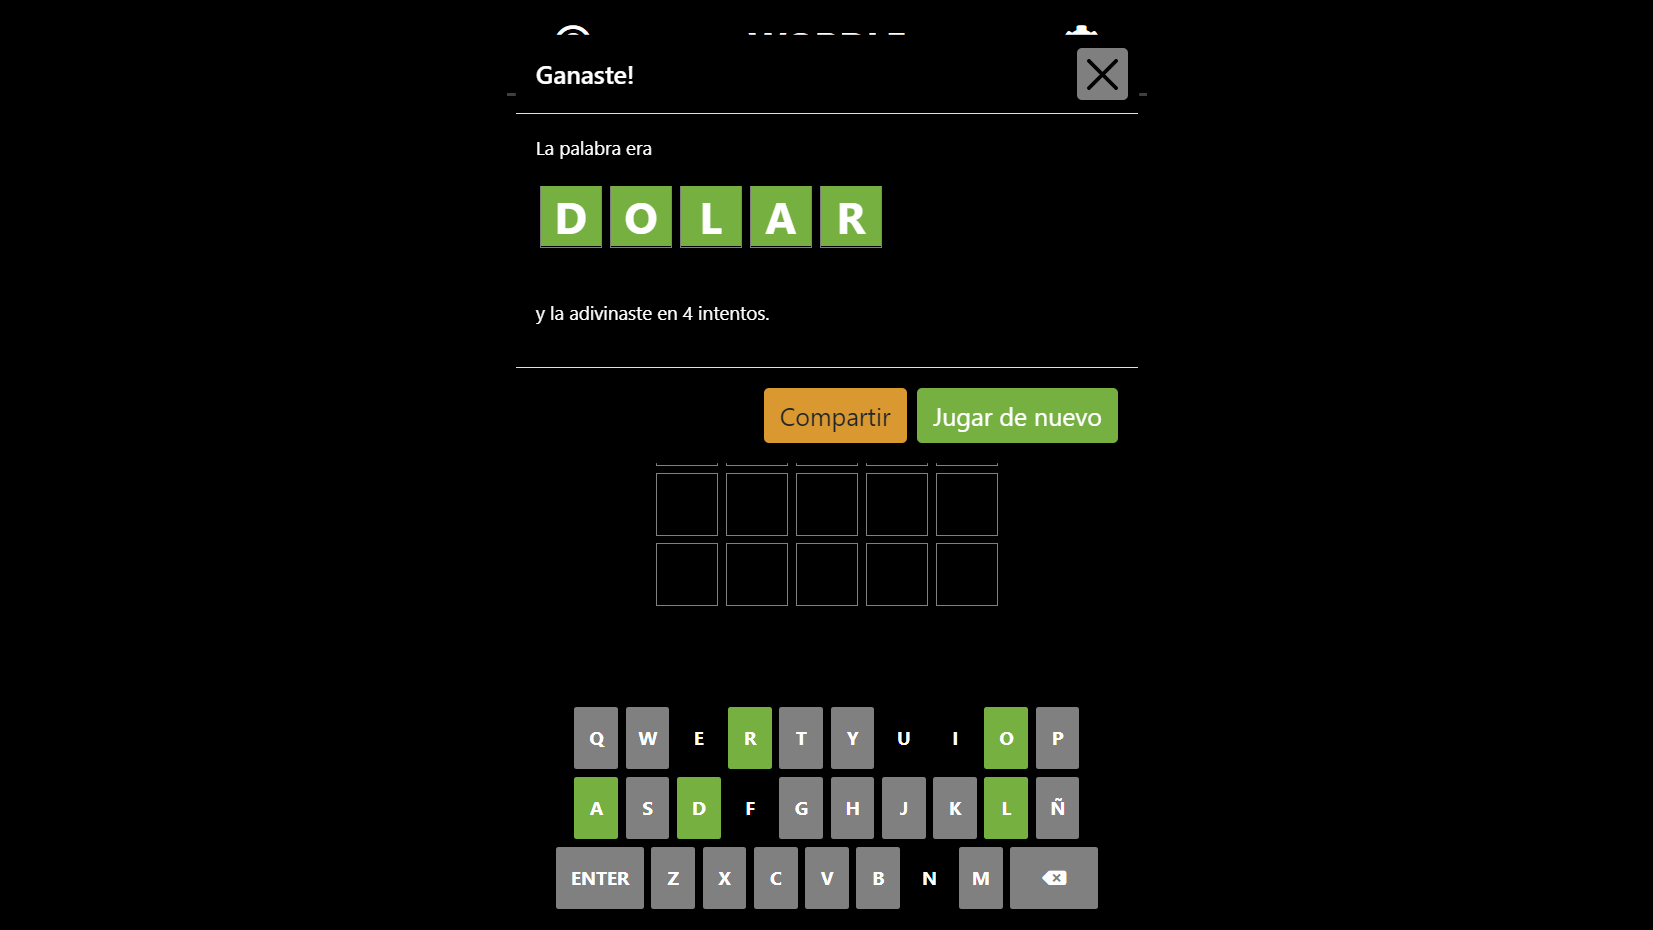 Ganaste!
La palabra era
D O L A R
y la adivinaste en 4 intentos.
Compartir Jugar de nuevo
Q W E R T Y U I O P
A S D F G H J K L Ñ
ENTER Z X C V B N M